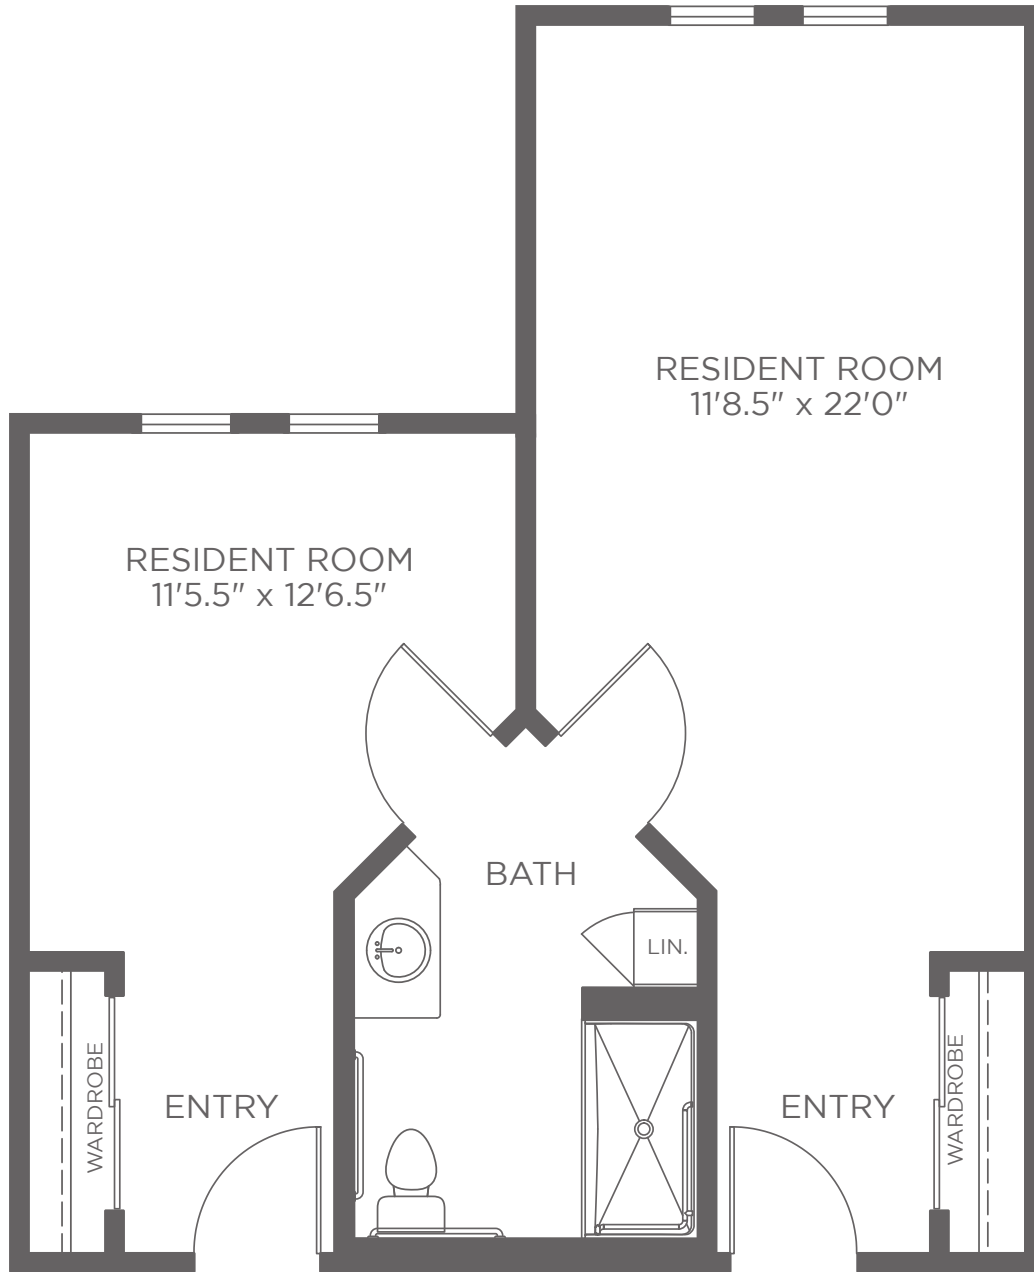 RESIDENT ROOM
11'8.5" x 22'0"
RESIDENT ROOM
11'5.5" x 12'6.5"
BATH
LIN.
WARDROBE
ENTRY
ENTRY
WARDROBE